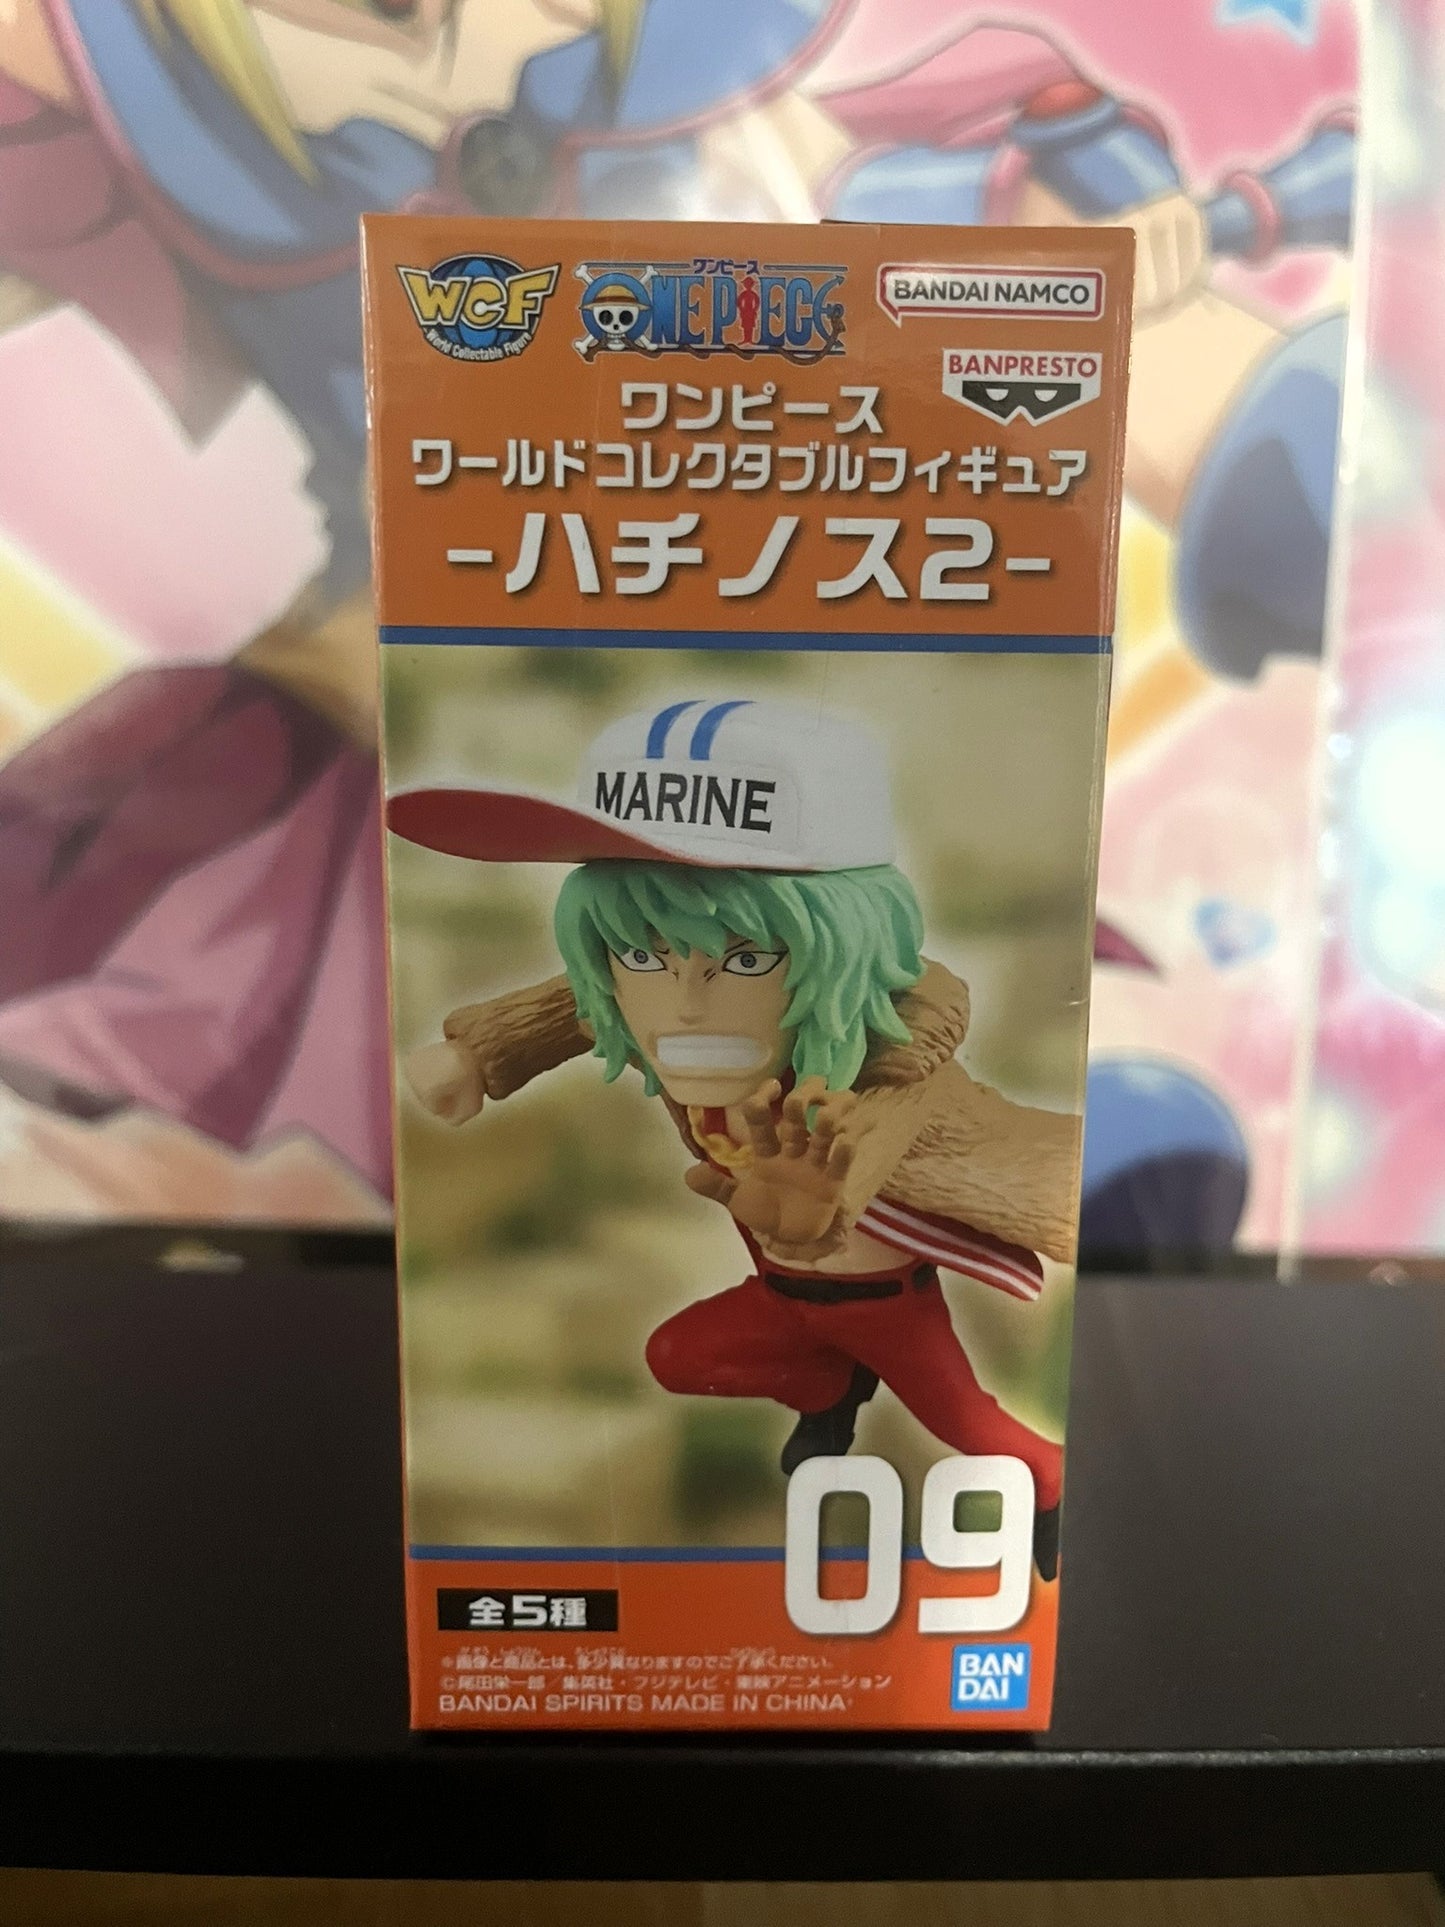 WCF
World Collectable Figure
ワンピース
ONE PIECE
BANDAI NAMCO
BANPRESTO
ワンピース
ワールドコレクタブルフィギュア
-ハチノス2-
MARINE
09
全5種
※画像と商品とは、多少異なりますのでご了承ください。
©尾田栄一郎／集英社・フジテレビ・東映アニメーション
BANDAI SPIRITS MADE IN CHINA
BAN
DAI